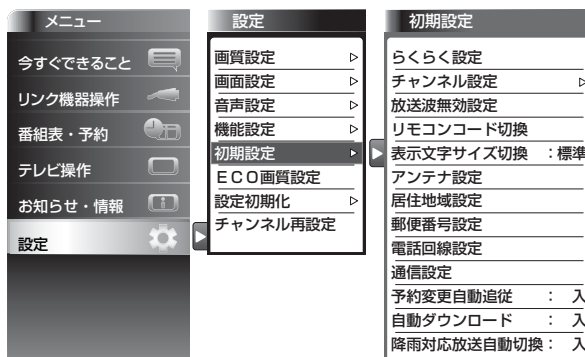 メニュー
今すぐできること
リンク機器操作
番組表・予約
テレビ操作
お知らせ・情報
設定
設定
画質設定
画面設定
音声設定
機能設定
初期設定
ECO画質設定
設定初期化
チャンネル再設定
初期設定
らくらく設定
チャンネル設定
放送波無効設定
リモコンコード切換
表示文字サイズ切換 :標準
アンテナ設定
居住地域設定
郵便番号設定
電話回線設定
通信設定
予約変更自動追従 : 入
自動ダウンロード : 入
降雨対応放送自動切換: 入